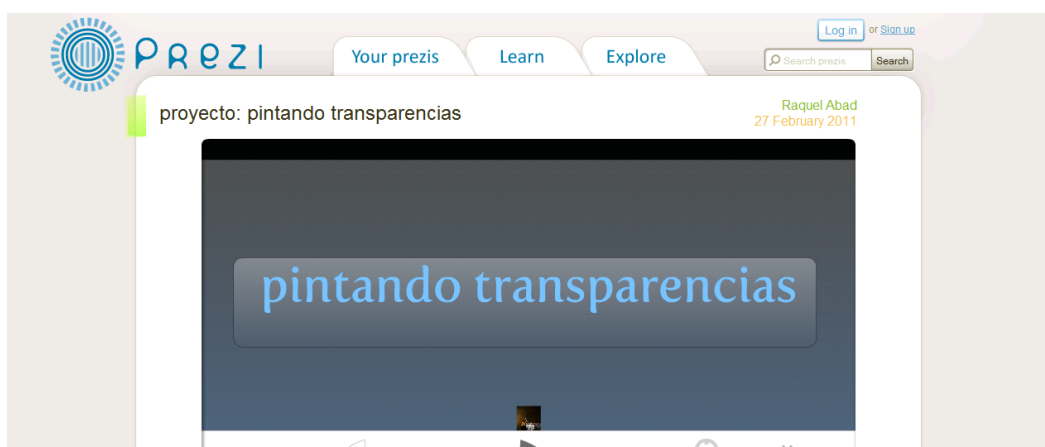 Log in or Sign up
PREZI
Your prezis Learn Explore
Search prezis Search
proyecto: pintando transparencias
Raquel Abad
27 February 2011
pintando transparencias